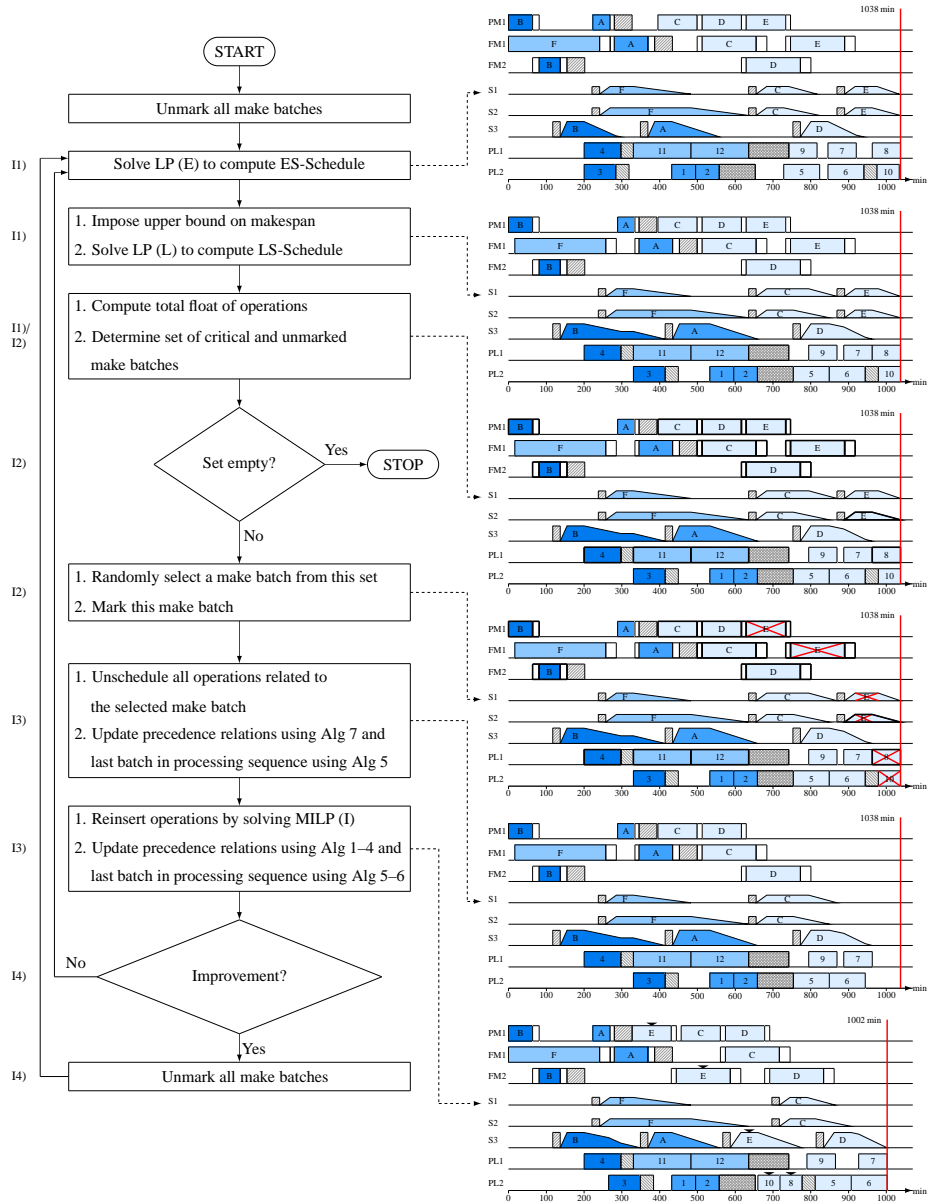 START
Unmark all make batches
I1)
Solve LP (E) to compute ES-Schedule
I1)
1. Impose upper bound on makespan
2. Solve LP (L) to compute LS-Schedule
I1)/
I2)
1. Compute total float of operations
2. Determine set of critical and unmarked
make batches
I2)
Set empty?
Yes
STOP
No
I2)
1. Randomly select a make batch from this set
2. Mark this make batch
I3)
1. Unschedule all operations related to
the selected make batch
2. Update precedence relations using Alg 7 and
last batch in processing sequence using Alg 5
I3)
1. Reinsert operations by solving MILP (I)
2. Update precedence relations using Alg 1–4 and
last batch in processing sequence using Alg 5–6
I4)
No
Improvement?
Yes
I4)
Unmark all make batches
1038 min
PM1 B A C D E
FM1 F A C E
FM2 B D
S1 F C E
S2 F C E
S3 B A D
PL1 4 11 12 9 7 8
PL2 3 1 2 5 6 10
min
0 100 200 300 400 500 600 700 800 900 1000
1038 min
PM1 B A C D E
FM1 F A C E
FM2 B D
S1 F C E
S2 F C E
S3 B A D
PL1 4 11 12 9 7 8
PL2 3 1 2 5 6 10
min
0 100 200 300 400 500 600 700 800 900 1000
1038 min
PM1 B A C D E
FM1 F A C E
FM2 B D
S1 F C E
S2 F C E
S3 B A D
PL1 4 11 12 9 7 8
PL2 3 1 2 5 6 10
min
0 100 200 300 400 500 600 700 800 900 1000
1038 min
PM1 B A C D E
FM1 F A C E
FM2 B D
S1 F C E
S2 F C E
S3 B A D
PL1 4 11 12 9 7 8
PL2 3 1 2 5 6 10
min
0 100 200 300 400 500 600 700 800 900 1000
1038 min
PM1 B A C D
FM1 F A C
FM2 B D
S1 F C
S2 F C
S3 B A D
PL1 4 11 12 9 7
PL2 3 1 2 5 6
min
0 100 200 300 400 500 600 700 800 900 1000
1002 min
PM1 B A E C D
FM1 F A C
FM2 B E D
S1 F C
S2 F C
S3 B A E D
PL1 4 11 12 9 7
PL2 3 1 2 10 8 5 6
min
0 100 200 300 400 500 600 700 800 900 1000